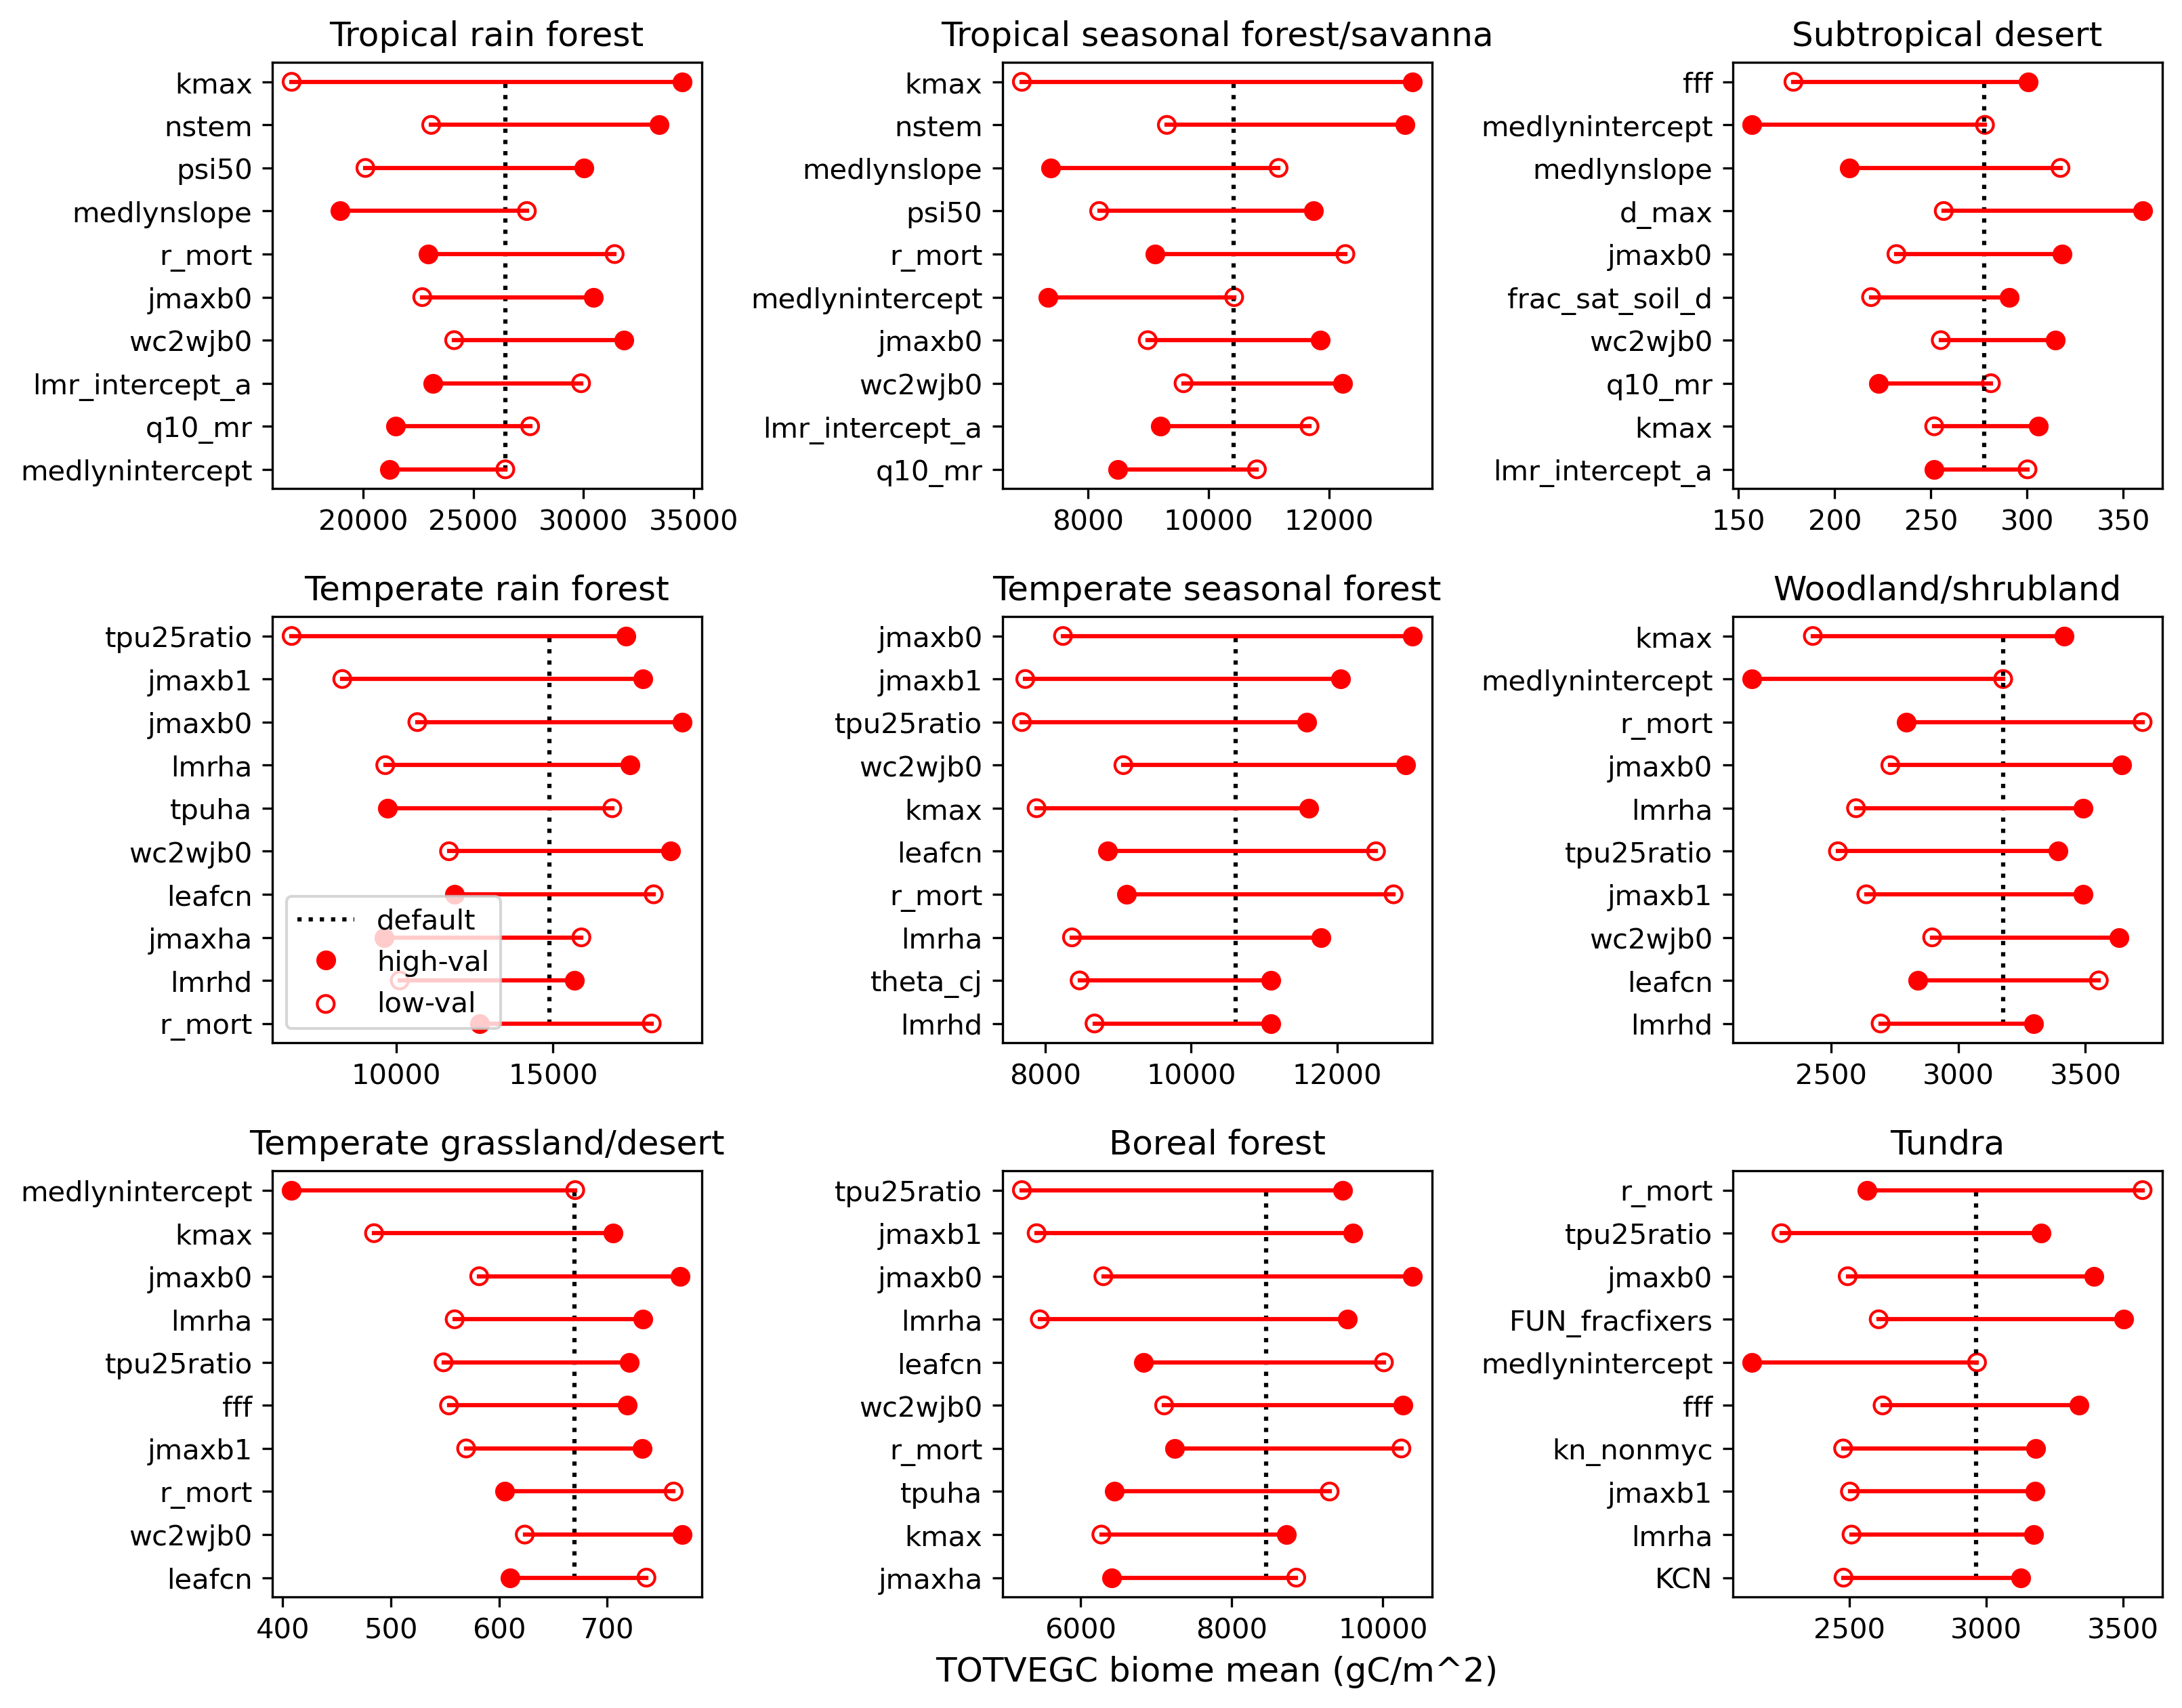 Tropical rain forest
kmax
nstem
psi50
medlynslope
r_mort
jmaxb0
wc2wjb0
lmr_intercept_a
q10_mr
medlynintercept
20000 25000 30000 35000
Tropical seasonal forest/savanna
kmax
nstem
medlynslope
psi50
r_mort
medlynintercept
jmaxb0
wc2wjb0
lmr_intercept_a
q10_mr
8000 10000 12000
Subtropical desert
fff
medlynintercept
medlynslope
d_max
jmaxb0
frac_sat_soil_d
wc2wjb0
q10_mr
kmax
lmr_intercept_a
150 200 250 300 350
Temperate rain forest
tpu25ratio
jmaxb1
jmaxb0
lmrha
tpuha
wc2wjb0
leafcn
jmaxha
lmrhd
r_mort
default
high-val
low-val
10000 15000
Temperate seasonal forest
jmaxb0
jmaxb1
tpu25ratio
wc2wjb0
kmax
leafcn
r_mort
lmrha
theta_cj
lmrhd
8000 10000 12000
Woodland/shrubland
kmax
medlynintercept
r_mort
jmaxb0
lmrha
tpu25ratio
jmaxb1
wc2wjb0
leafcn
lmrhd
2500 3000 3500
Temperate grassland/desert
medlynintercept
kmax
jmaxb0
lmrha
tpu25ratio
fff
jmaxb1
r_mort
wc2wjb0
leafcn
400 500 600 700
Boreal forest
tpu25ratio
jmaxb1
jmaxb0
lmrha
leafcn
wc2wjb0
r_mort
tpuha
kmax
jmaxha
6000 8000 10000
Tundra
r_mort
tpu25ratio
jmaxb0
FUN_fracfixers
medlynintercept
fff
kn_nonmyc
jmaxb1
lmrha
KCN
2500 3000 3500
TOTVEGC biome mean (gC/m^2)